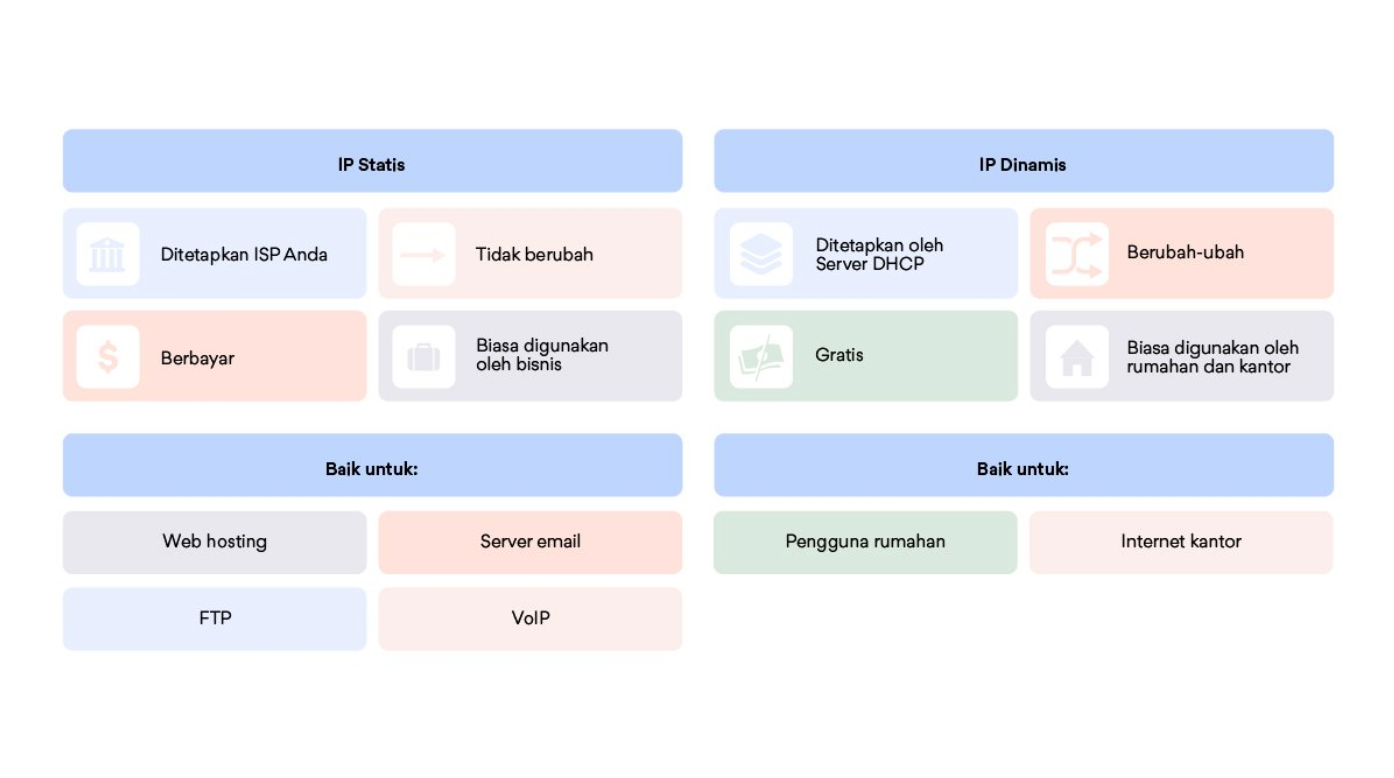 IP Statis
Ditetapkan ISP Anda
Tidak berubah
Berbayar
Biasa digunakan
oleh bisnis
Baik untuk:
Web hosting
Server email
FTP
VoIP
IP Dinamis
Ditetapkan oleh
Server DHCP
Berubah-ubah
Gratis
Biasa digunakan oleh
rumahan dan kantor
Baik untuk:
Pengguna rumahan
Internet kantor